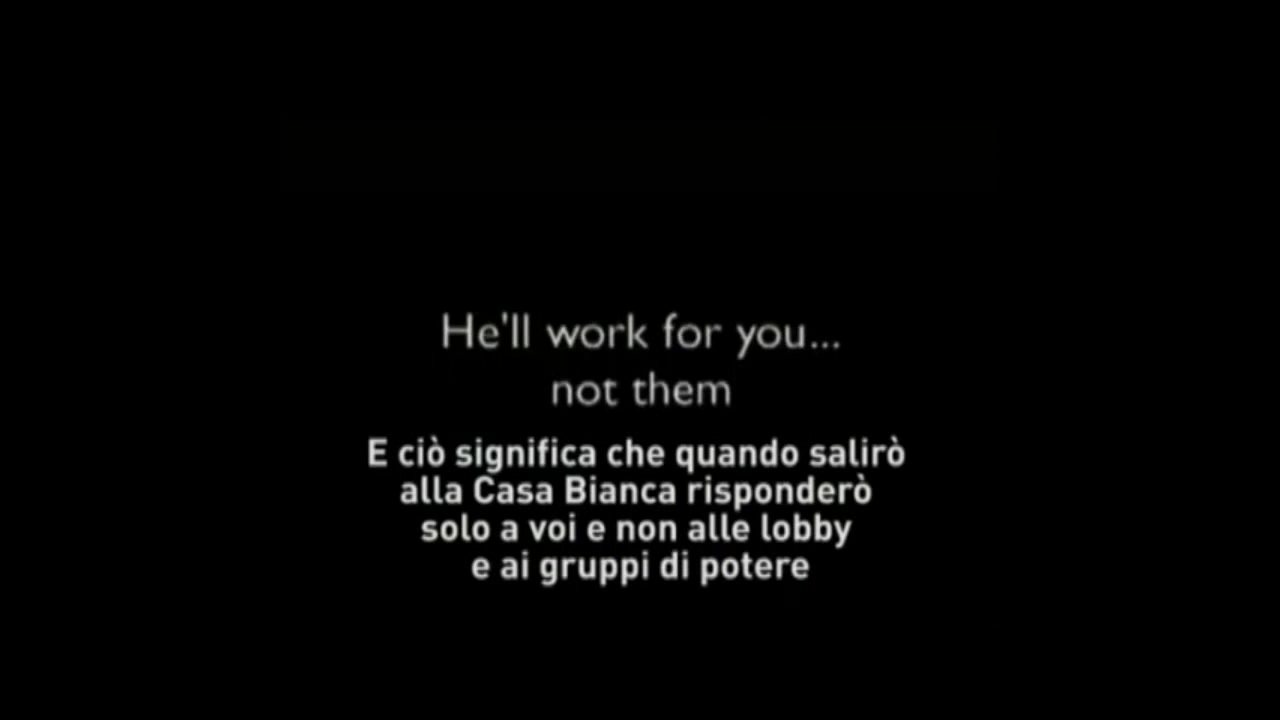 He'll work for you...
not them
E ciò significa che quando salirò
alla Casa Bianca risponderò
solo a voi e non alle lobby
e ai gruppi di potere